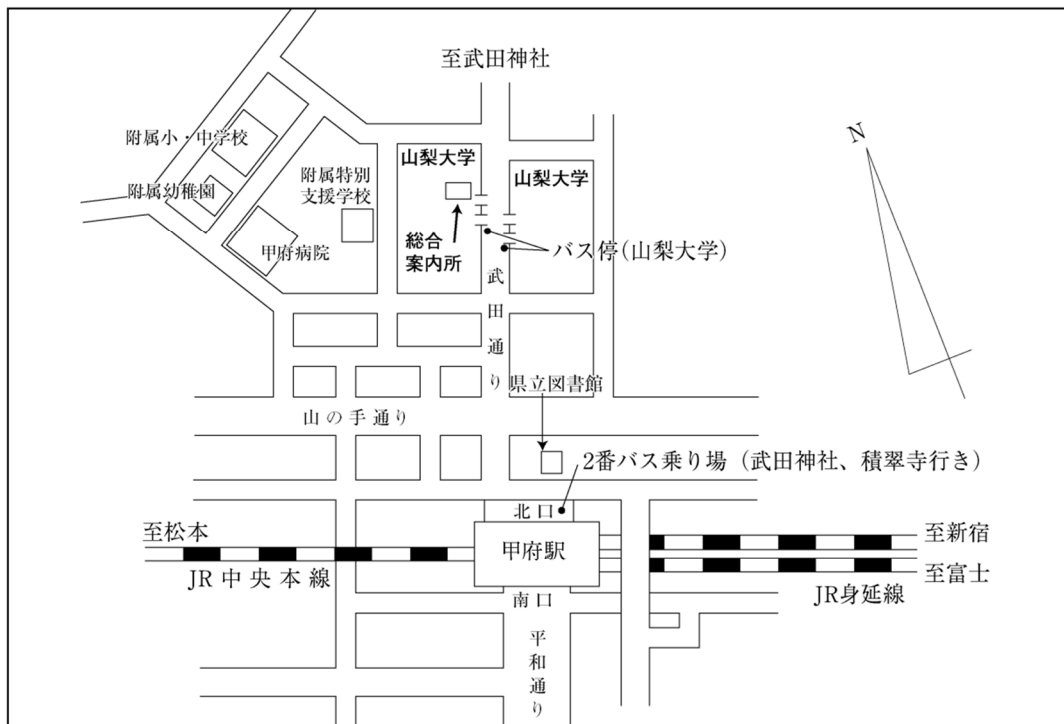 至武田神社
N
附属小・中学校
附属幼稚園
附属特別
支援学校
甲府病院
山梨大学
山梨大学
総合
案内所
バス停(山梨大学)
武田通り
県立図書館
山の手通り
2番バス乗り場(武田神社、積翠寺行き)
北口
至松本
甲府駅
至新宿
JR中央本線
至富士
JR身延線
南口
平和通り